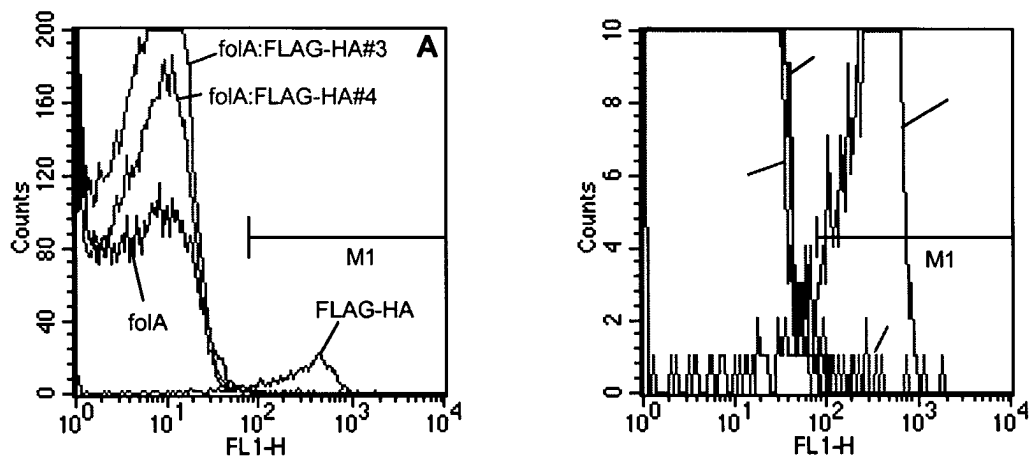 200
160
120
80
40
0
Counts
A
folA:FLAG-HA#3
folA:FLAG-HA#4
M1
FLAG-HA
folA
10^0 10^1 10^2 10^3 10^4
FL1-H
10
8
6
4
2
0
Counts
M1
10^0 10^1 10^2 10^3 10^4
FL1-H